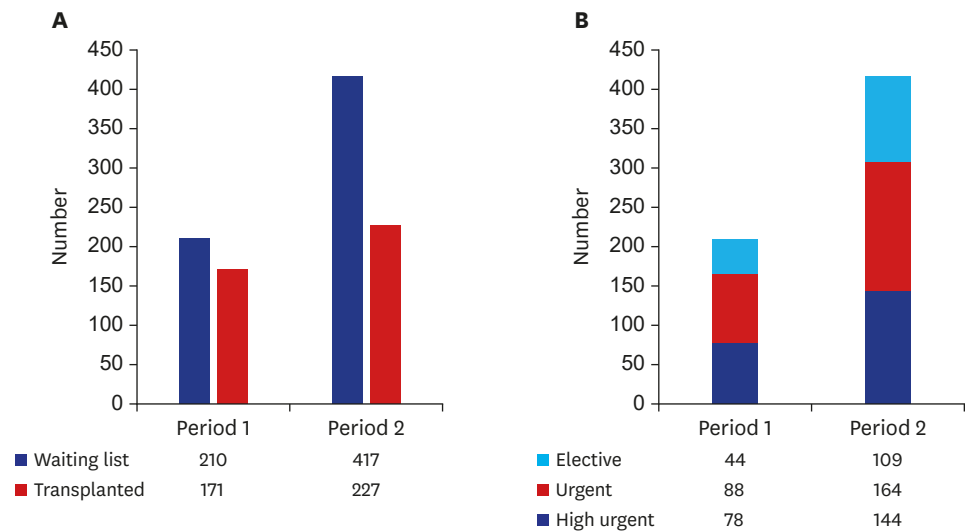 A
Number
450
400
350
300
250
200
150
100
50
0
Period 1 Period 2
Waiting list 210 417
Transplanted 171 227
B
Number
450
400
350
300
250
200
150
100
50
0
Period 1 Period 2
Elective 44 109
Urgent 88 164
High urgent 78 144